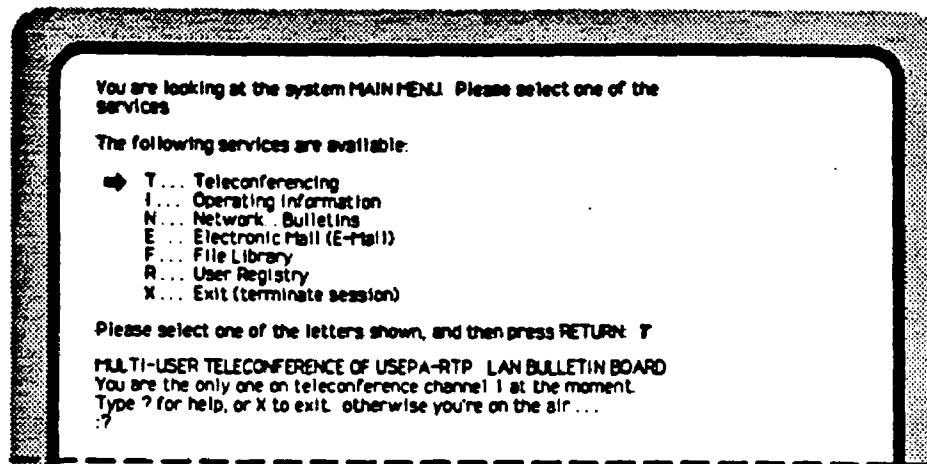 You are looking at the system MAIN MENU. Please select one of the
services
The following services are available:
➡ T... Teleconferencing
I... Operating Information
N... Network . Bulletins
E ... Electronic Mail (E-Mail)
F... File Library
R... User Registry
X... Exit (terminate session)
Please select one of the letters shown, and then press RETURN: T
MULTI-USER TELECONFERENCE OF USEPA-RTP LAN BULLETIN BOARD
You are the only one on teleconference channel 1 at the moment.
Type ? for help, or X to exit. otherwise you're on the air ...
:?